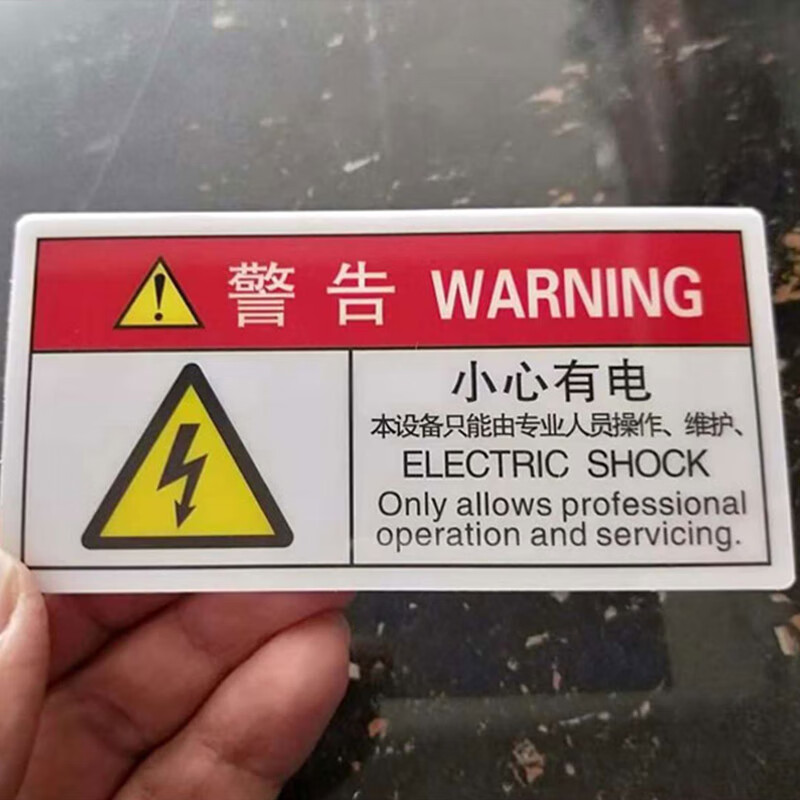 警告 WARNING
小心有电
本设备只能由专业人员操作、维护、
ELECTRIC SHOCK
Only allows professional
operation and servicing.